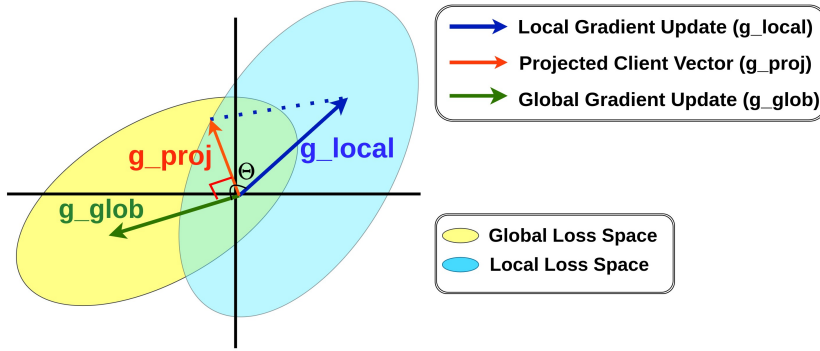 Local Gradient Update (g_local)
Projected Client Vector (g_proj)
Global Gradient Update (g_glob)
g_proj
Θ
g_local
g_glob
Global Loss Space
Local Loss Space